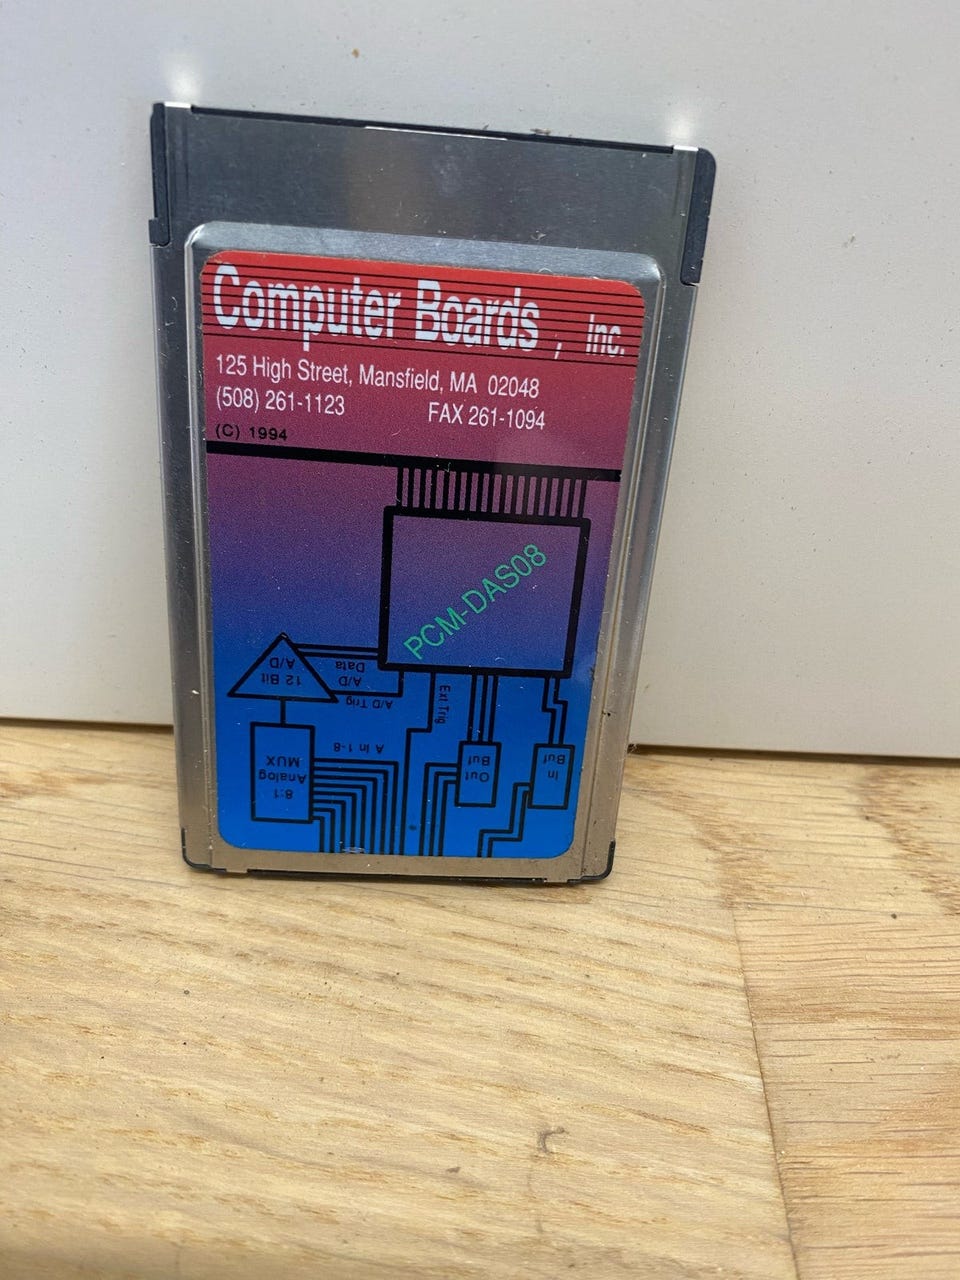 Computer Boards, Inc.
125 High Street, Mansfield, MA 02048
(508) 261-1123 FAX 261-1094
(C) 1994
PCM-DAS08
12 Bit
A/D
A/D
Data
A/D Trig
Ext Trig
8:1
Analog
MUX
A in 1-8
Out
Buf
In
Buf